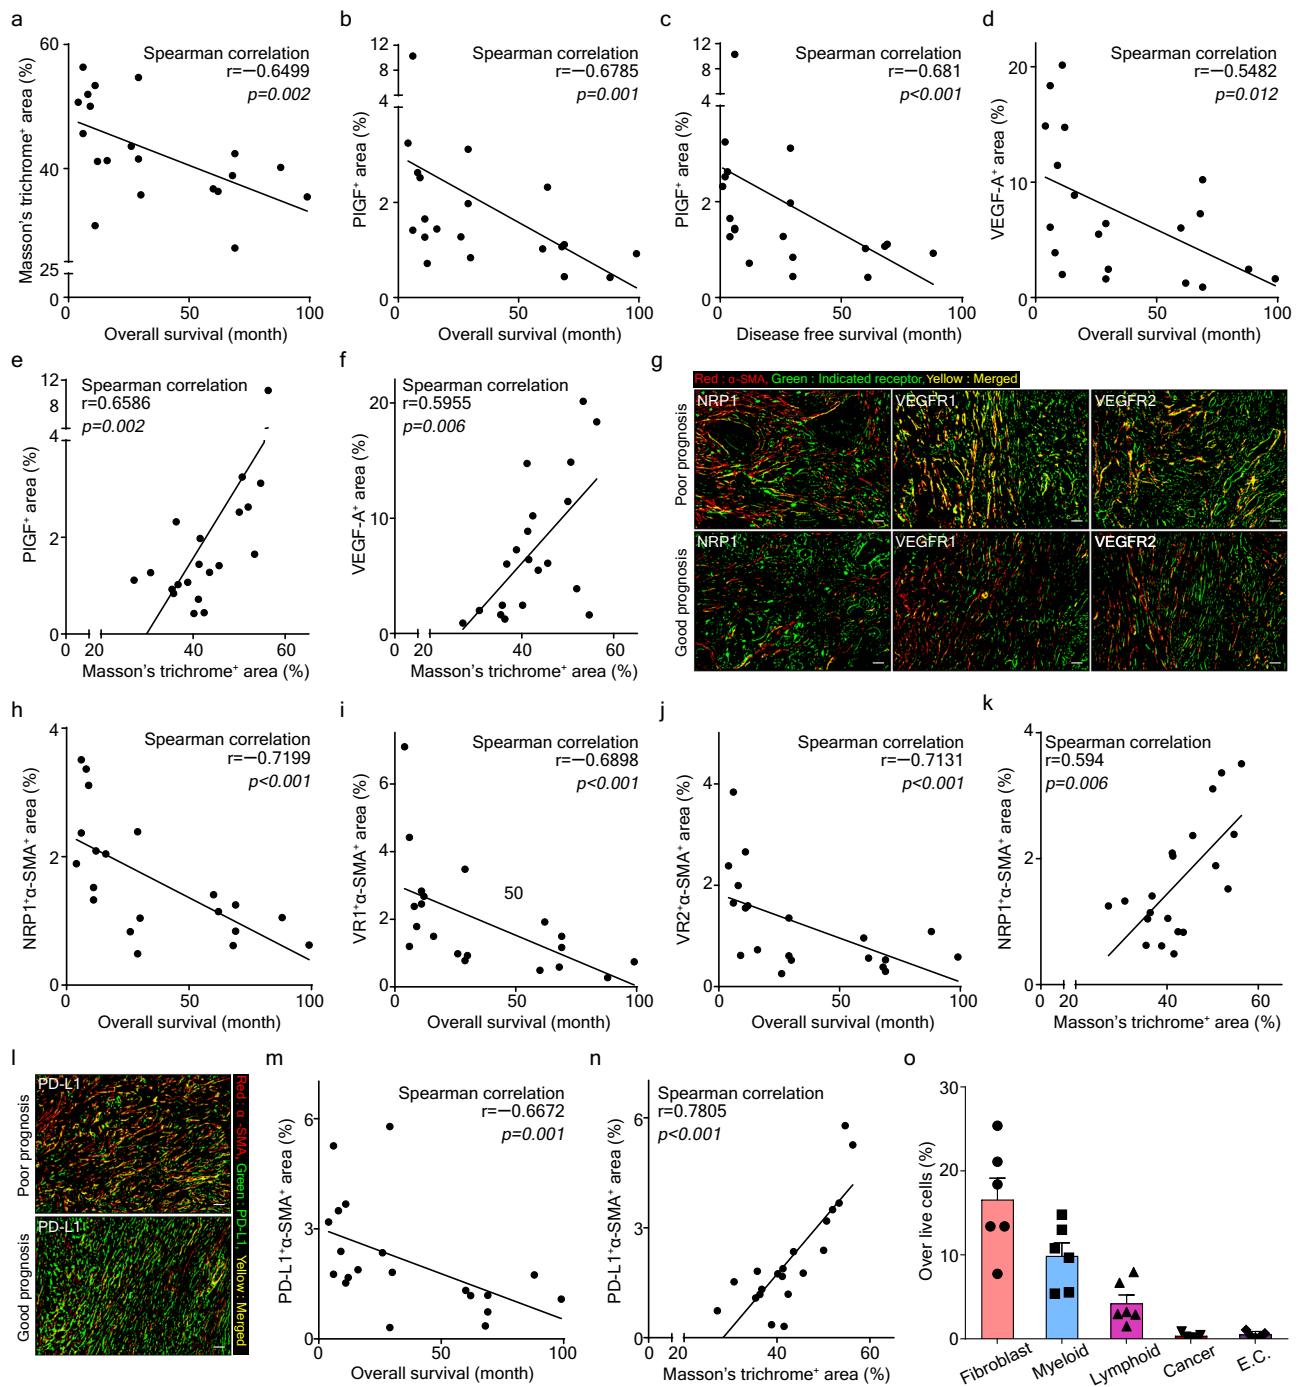 a
60
40
25
0
Masson's trichrome⁺ area (%)
Spearman correlation
r=−0.6499
p=0.002
0 50 100
Overall survival (month)
b
12
8
4
2
0
PIGF⁺ area (%)
Spearman correlation
r=−0.6785
p=0.001
0 50 100
Overall survival (month)
c
12
8
4
2
0
PIGF⁺ area (%)
Spearman correlation
r=−0.681
p<0.001
0 50 100
Disease free survival (month)
d
20
10
0
VEGF-A⁺ area (%)
Spearman correlation
r=−0.5482
p=0.012
0 50 100
Overall survival (month)
e
12
8
4
2
0
PIGF⁺ area (%)
Spearman correlation
r=0.6586
p=0.002
0 20 40 60
Masson's trichrome⁺ area (%)
f
20
10
0
VEGF-A⁺ area (%)
Spearman correlation
r=0.5955
p=0.006
0 20 40 60
Masson's trichrome⁺ area (%)
g
Red : α-SMA, Green : Indicated receptor, Yellow : Merged
Poor prognosis
NRP1 VEGFR1 VEGFR2
Good prognosis
NRP1 VEGFR1 VEGFR2
h
4
2
0
NRP1⁺α-SMA⁺ area (%)
Spearman correlation
r=−0.7199
p<0.001
0 50 100
Overall survival (month)
i
6
4
2
0
VR1⁺α-SMA⁺ area (%)
Spearman correlation
r=−0.6898
p<0.001
50
0 50 100
Overall survival (month)
j
4
2
0
VR2⁺α-SMA⁺ area (%)
Spearman correlation
r=−0.7131
p<0.001
0 50 100
Overall survival (month)
k
4
2
0
NRP1⁺α-SMA⁺ area (%)
Spearman correlation
r=0.594
p=0.006
0 20 40 60
Masson's trichrome⁺ area (%)
l
Poor prognosis
PD-L1
Good prognosis
PD-L1
Red : α -SMA, Green : PD-L1, Yellow : Merged
m
6
3
0
PD-L1⁺α-SMA⁺ area (%)
Spearman correlation
r=−0.6672
p=0.001
0 50 100
Overall survival (month)
n
6
3
0
PD-L1⁺α-SMA⁺ area (%)
Spearman correlation
r=0.7805
p<0.001
0 20 40 60
Masson's trichrome⁺ area (%)
o
30
20
10
0
Over live cells (%)
Fibroblast Myeloid Lymphoid Cancer E.C.